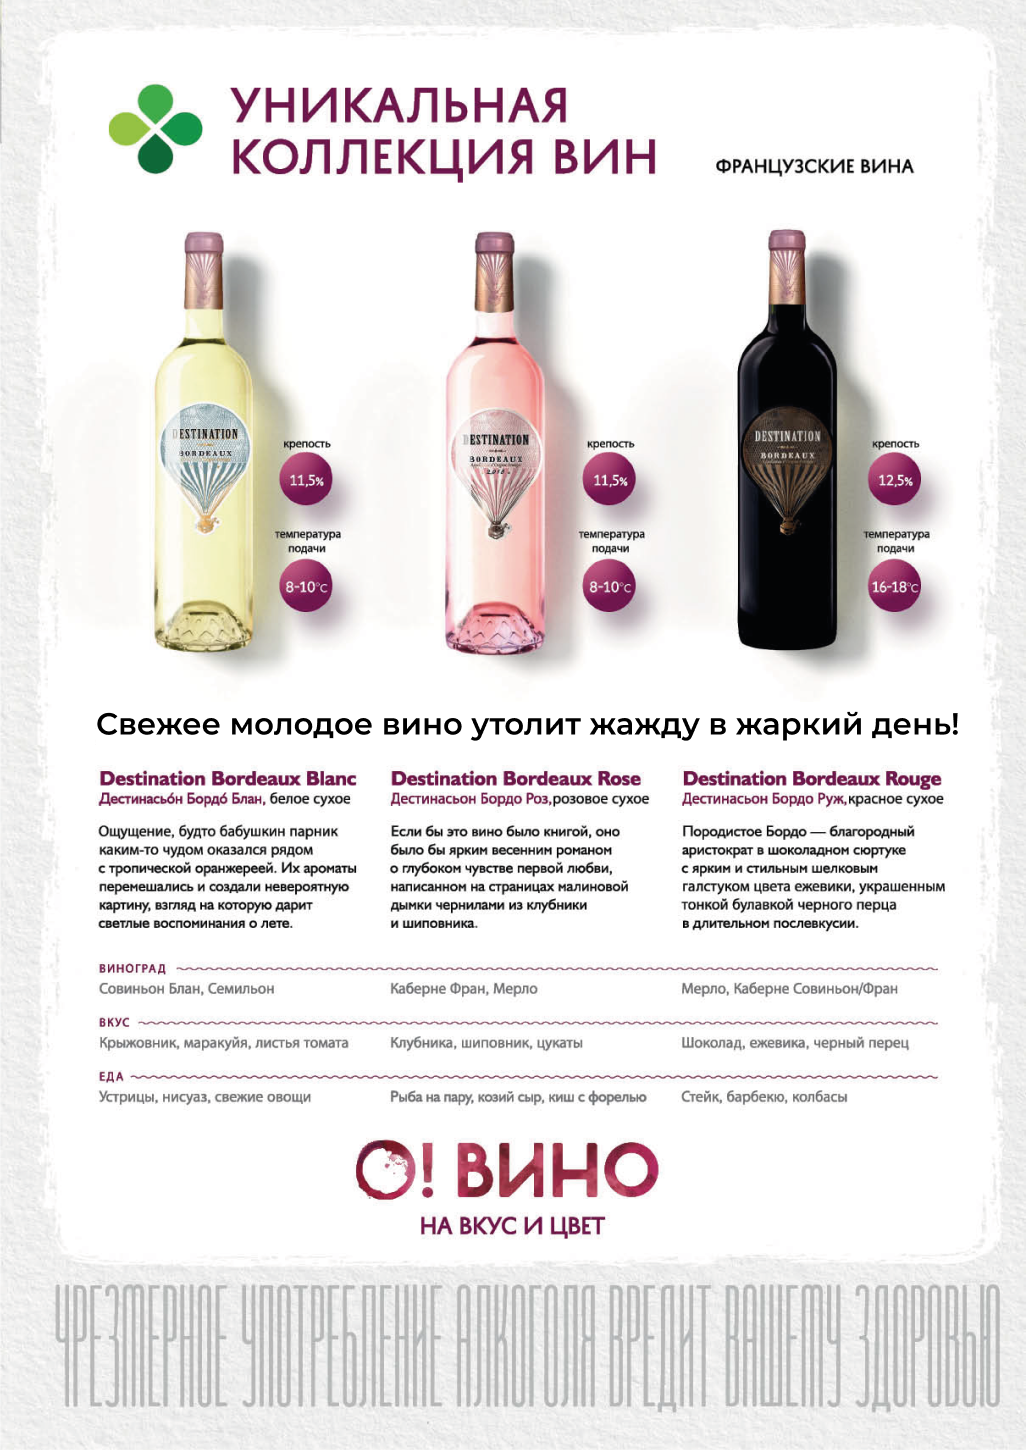 УНИКАЛЬНАЯ
КОЛЛЕКЦИЯ ВИН
ФРАНЦУЗСКИЕ ВИНА
DESTINATION
BORDEAUX
крепость
11,5%
температура
подачи
8-10°С
DESTINATION
BORDEAUX
2018
крепость
11,5%
температура
подачи
8-10°С
DESTINATION
BORDEAUX
крепость
12,5%
температура
подачи
16-18°С
Свежее молодое вино утолит жажду в жаркий день!
Destination Bordeaux Blanc
Дестинасьо́н Бордо́ Блан, белое сухое
Ощущение, будто бабушкин парник
каким-то чудом оказался рядом
с тропической оранжереей. Их ароматы
перемешались и создали невероятную
картину, взгляд на которую дарит
светлые воспоминания о лете.
Destination Bordeaux Rose
Дестинасьон Бордо Роз,розовое сухое
Если бы это вино было книгой, оно
было бы ярким весенним романом
о глубоком чувстве первой любви,
написанном на страницах малиновой
дымки чернилами из клубники
и шиповника.
Destination Bordeaux Rouge
Дестинасьон Бордо Руж,красное сухое
Породистое Бордо — благородный
аристократ в шоколадном сюртуке
с ярким и стильным шелковым
галстуком цвета ежевики, украшенным
тонкой булавкой черного перца
в длительном послевкусии.
ВИНОГРАД
Совиньон Блан, Семильон
Каберне Фран, Мерло
Мерло, Каберне Совиньон/Фран
ВКУС
Крыжовник, маракуйя, листья томата
Клубника, шиповник, цукаты
Шоколад, ежевика, черный перец
ЕДА
Устрицы, нисуаз, свежие овощи
Рыба на пару, козий сыр, киш с форелью
Стейк, барбекю, колбасы
О! ВИНО
НА ВКУС И ЦВЕТ
ЧРЕЗМЕРНОЕ УПОТРЕБЛЕНИЕ АЛКОГОЛЯ ВРЕДИТ ВАШЕМУ ЗДОРОВЬЮ